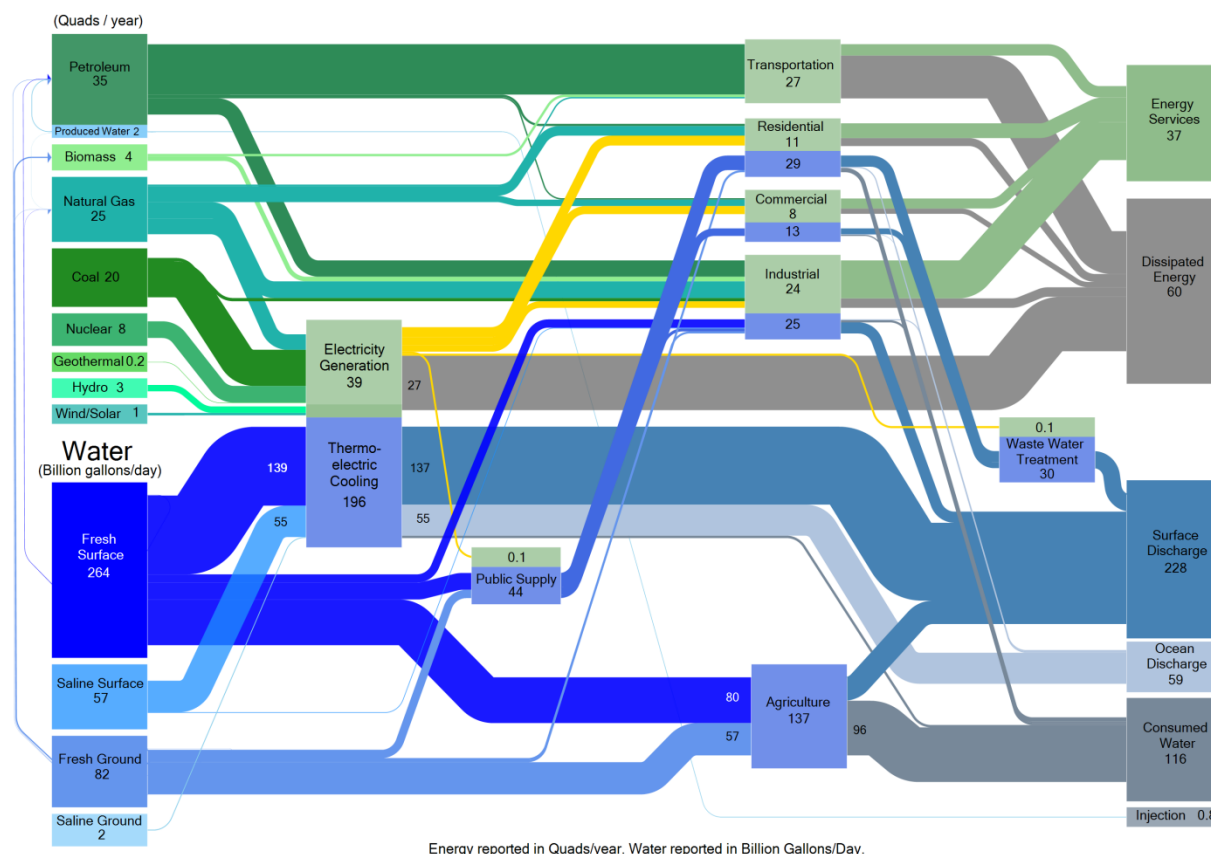 (Quads / year)
Petroleum
35
Produced Water 2
Biomass 4
Natural Gas
25
Coal 20
Nuclear 8
Geothermal 0.2
Hydro 3
Wind/Solar 1
Water
(Billion gallons/day)
Fresh
Surface
264
Saline Surface
57
Fresh Ground
82
Saline Ground
2
Electricity
Generation
39
27
Thermo-
electric
Cooling
196
139
137
55
55
0.1
Public Supply
44
Transportation
27
Residential
11
29
Commercial
8
13
Industrial
24
25
80
57
Agriculture
137
96
0.1
Waste Water
Treatment
30
Energy
Services
37
Dissipated
Energy
60
Surface
Discharge
228
Ocean
Discharge
59
Consumed
Water
116
Injection 0.8
Energy reported in Quads/year. Water reported in Billion Gallons/Day.